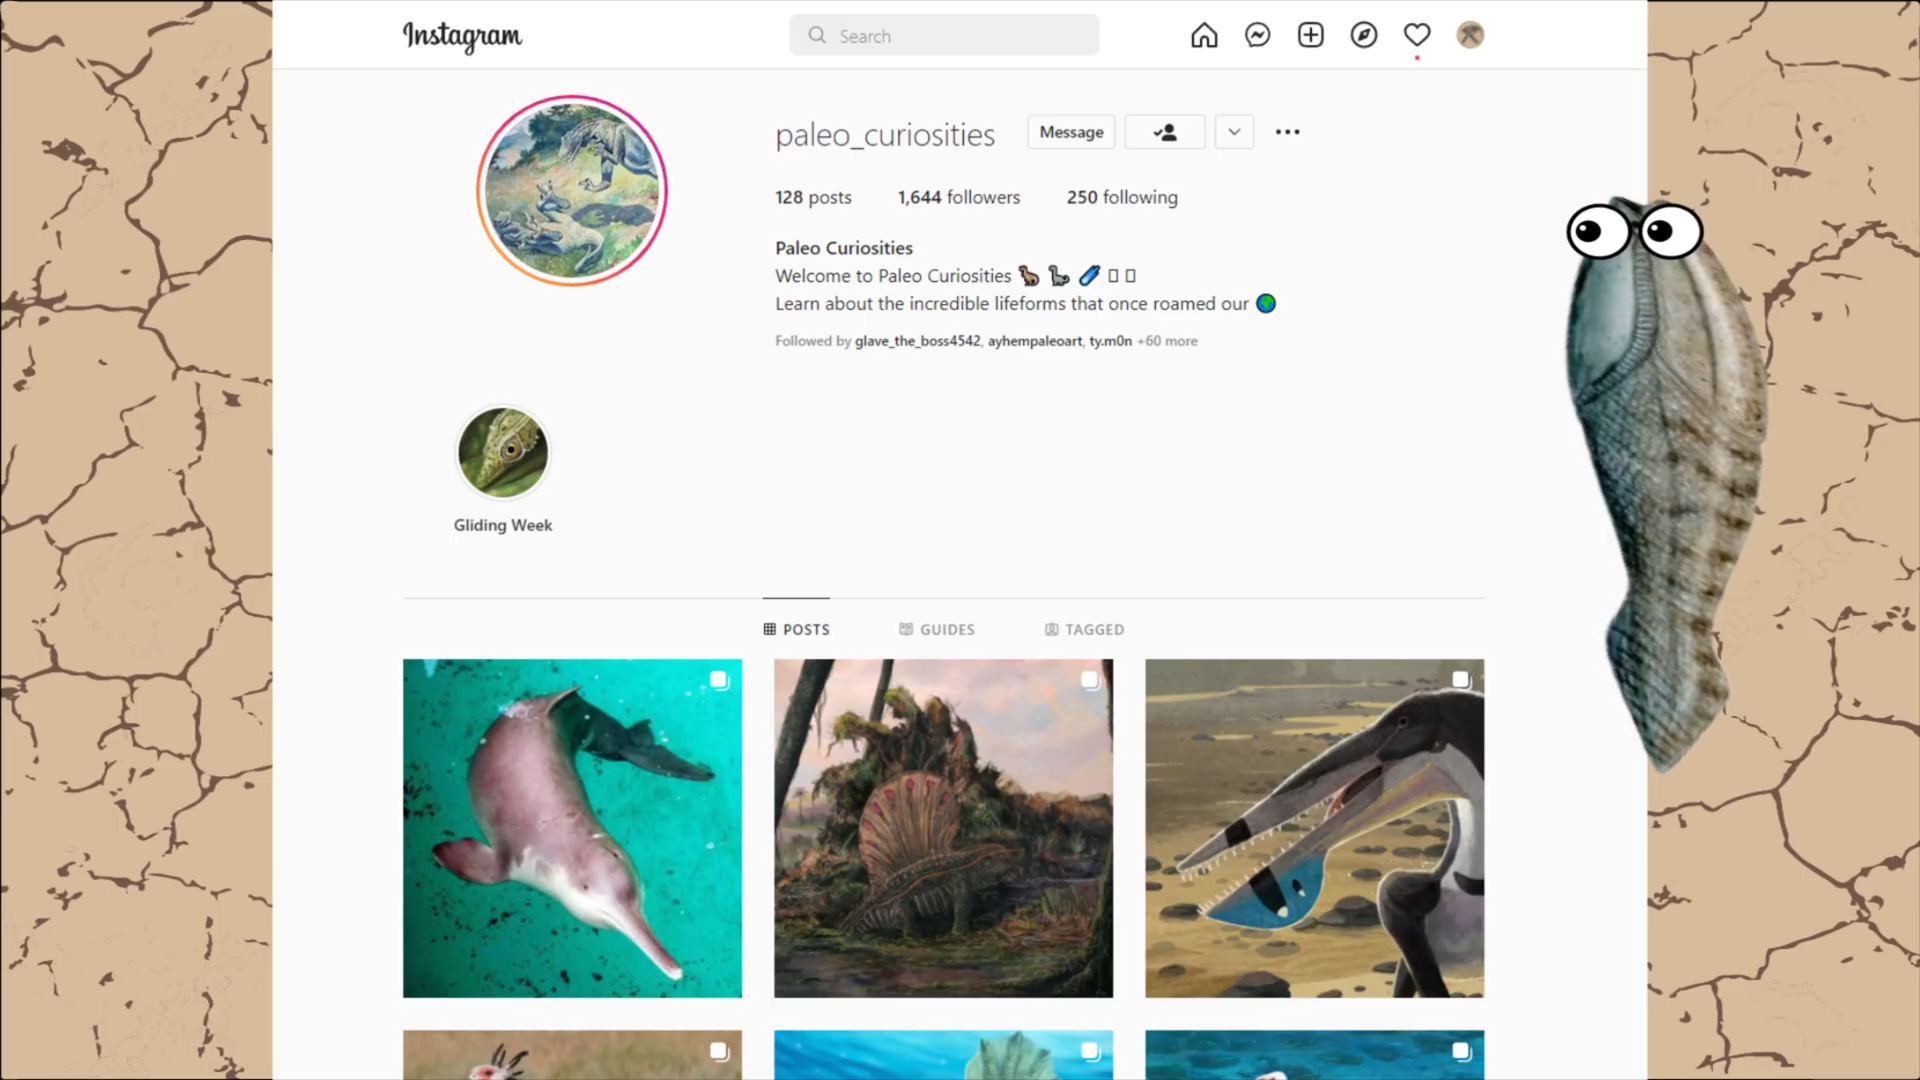 Instagram
Search
paleo_curiosities
Message
128 posts
1,644 followers
250 following
Paleo Curiosities
Welcome to Paleo Curiosities
Learn about the incredible lifeforms that once roamed our
Followed by glave_the_boss4542, ayhempaleoart, ty.m0n +60 more
Gliding Week
POSTS
GUIDES
TAGGED